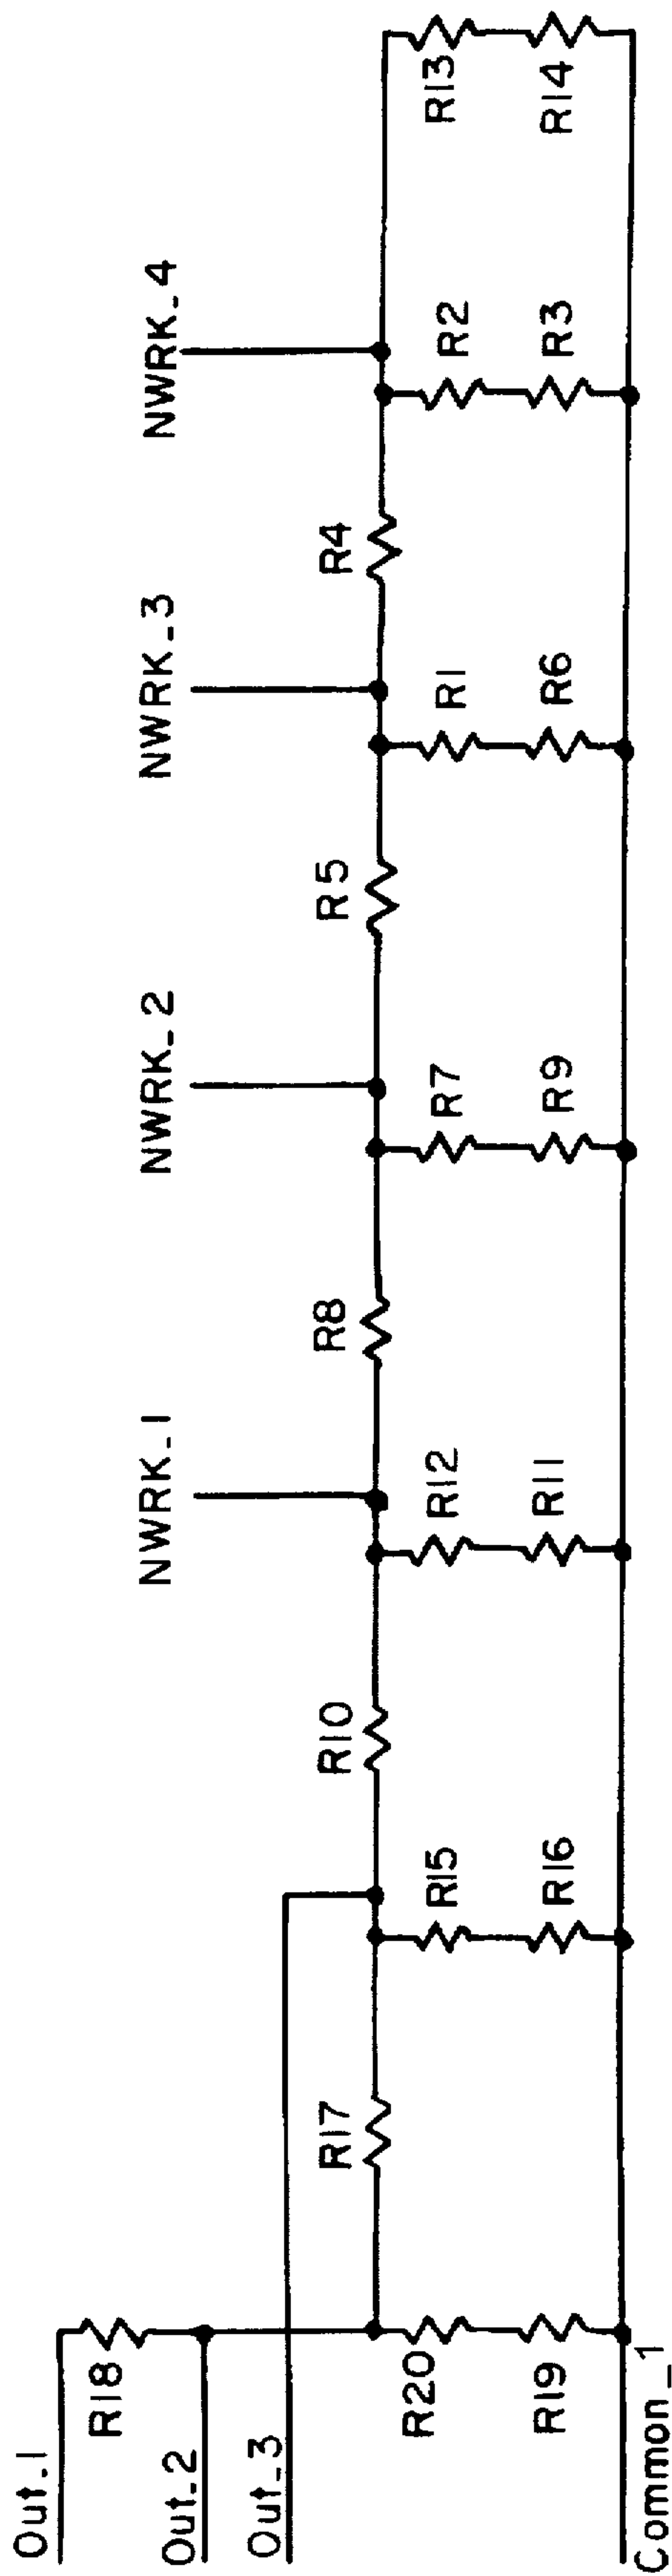 Out_1
R18
Out_2
Out_3
R20
R19
Common_1
R17
R15
R16
R10
NWRK_1
R12
R11
R8
NWRK_2
R7
R9
R5
NWRK_3
R1
R6
R4
NWRK_4
R2
R3
R13
R14